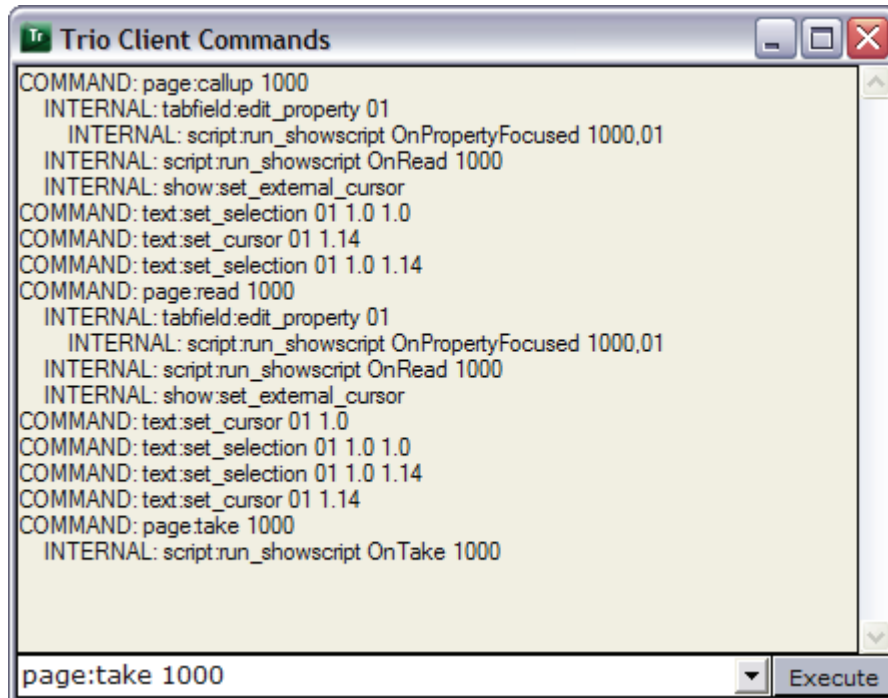 Tr Trio Client Commands
COMMAND: page:callup 1000
INTERNAL: tabfield:edit_property 01
INTERNAL: script:run_showscript OnPropertyFocused 1000,01
INTERNAL: script:run_showscript OnRead 1000
INTERNAL: show:set_external_cursor
COMMAND: text:set_selection 01 1.0 1.0
COMMAND: text:set_cursor 01 1.14
COMMAND: text:set_selection 01 1.0 1.14
COMMAND: page:read 1000
INTERNAL: tabfield:edit_property 01
INTERNAL: script:run_showscript OnPropertyFocused 1000,01
INTERNAL: script:run_showscript OnRead 1000
INTERNAL: show:set_external_cursor
COMMAND: text:set_cursor 01 1.0
COMMAND: text:set_selection 01 1.0 1.0
COMMAND: text:set_selection 01 1.0 1.14
COMMAND: text:set_cursor 01 1.14
COMMAND: page:take 1000
INTERNAL: script:run_showscript OnTake 1000
page:take 1000 Execute